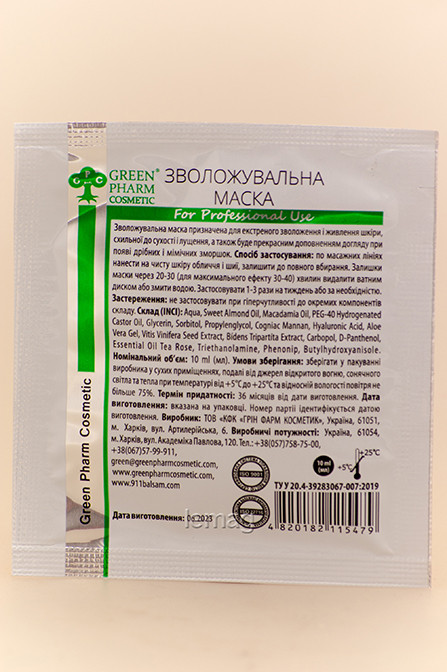 G P C
GREEN®
PHARM
COSMETIC
ЗВОЛОЖУВАЛЬНА
МАСКА
For Professional Use
Зволожувальна маска призначена для екстреного зволоження і живлення шкіри,
схильної до сухості і лущення, а також буде прекрасним доповненням догляду при
появі дрібних і мімічних зморшок. Спосіб застосування: по масажних лініях
нанести на чисту шкіру обличчя і шиї, залишити до повного вбирання. Залишки
маски через 20-30 (для максимального ефекту 30-40) хвилин видалити ватним
диском або змити водою. Застосовувати 1-3 рази на тиждень або за необхідністю.
Застереження: не застосовувати при гіперчутливості до окремих компонентів
складу. Склад (INCI): Aqua, Sweet Almond Oil, Macadamia Oil, PEG-40 Hydrogenated
Castor Oil, Glycerin, Sorbitol, Propylenglycol, Cogniac Mannan, Hyaluronic Acid, Aloe
Vera Gel, Vitis Vinifera Seed Extract, Bidens Tripartita Extract, Carbopol, D-Panthenol,
Essential Oil Tea Rose, Triethanolamine, Phenonip, Butylhydroxyanisole.
Номінальний об'єм: 10 ml (мл). Умови зберігання: зберігати у пакуванні
виробника у сухих приміщеннях, подалі від джерел відкритого вогню, сонячного
світла та тепла при температурі від +5°C до +25°C та відносній вологості повітря не
більше 75%. Термін придатності: 36 місяців від дати виготовлення. Дата
виготовлення: вказана на упаковці. Номер партії ідентифікується датою
виготовлення. Виробник: ТОВ «КФК «ГРІН ФАРМ КОСМЕТІК», Україна, 61051,
м. Харків, вул. Артилерійська, 6. Виробничі потужності: Україна, 61054,
м. Харків, вул. Академіка Павлова, 120. Тел.: +38(057)758-75-00,
+38(067)57-99-911,
green@greenpharmcosmetic.com,
www.greenpharmcosmetic.com,
www.911balsam.com
ISO 9001
10 ml
(мл)
+5°C
+25°C
ТУ У 20.4-39283067-007:2019
4 820182 115479
Дата виготовлення: 06.2023
lemag
Green Pharm Cosmetic